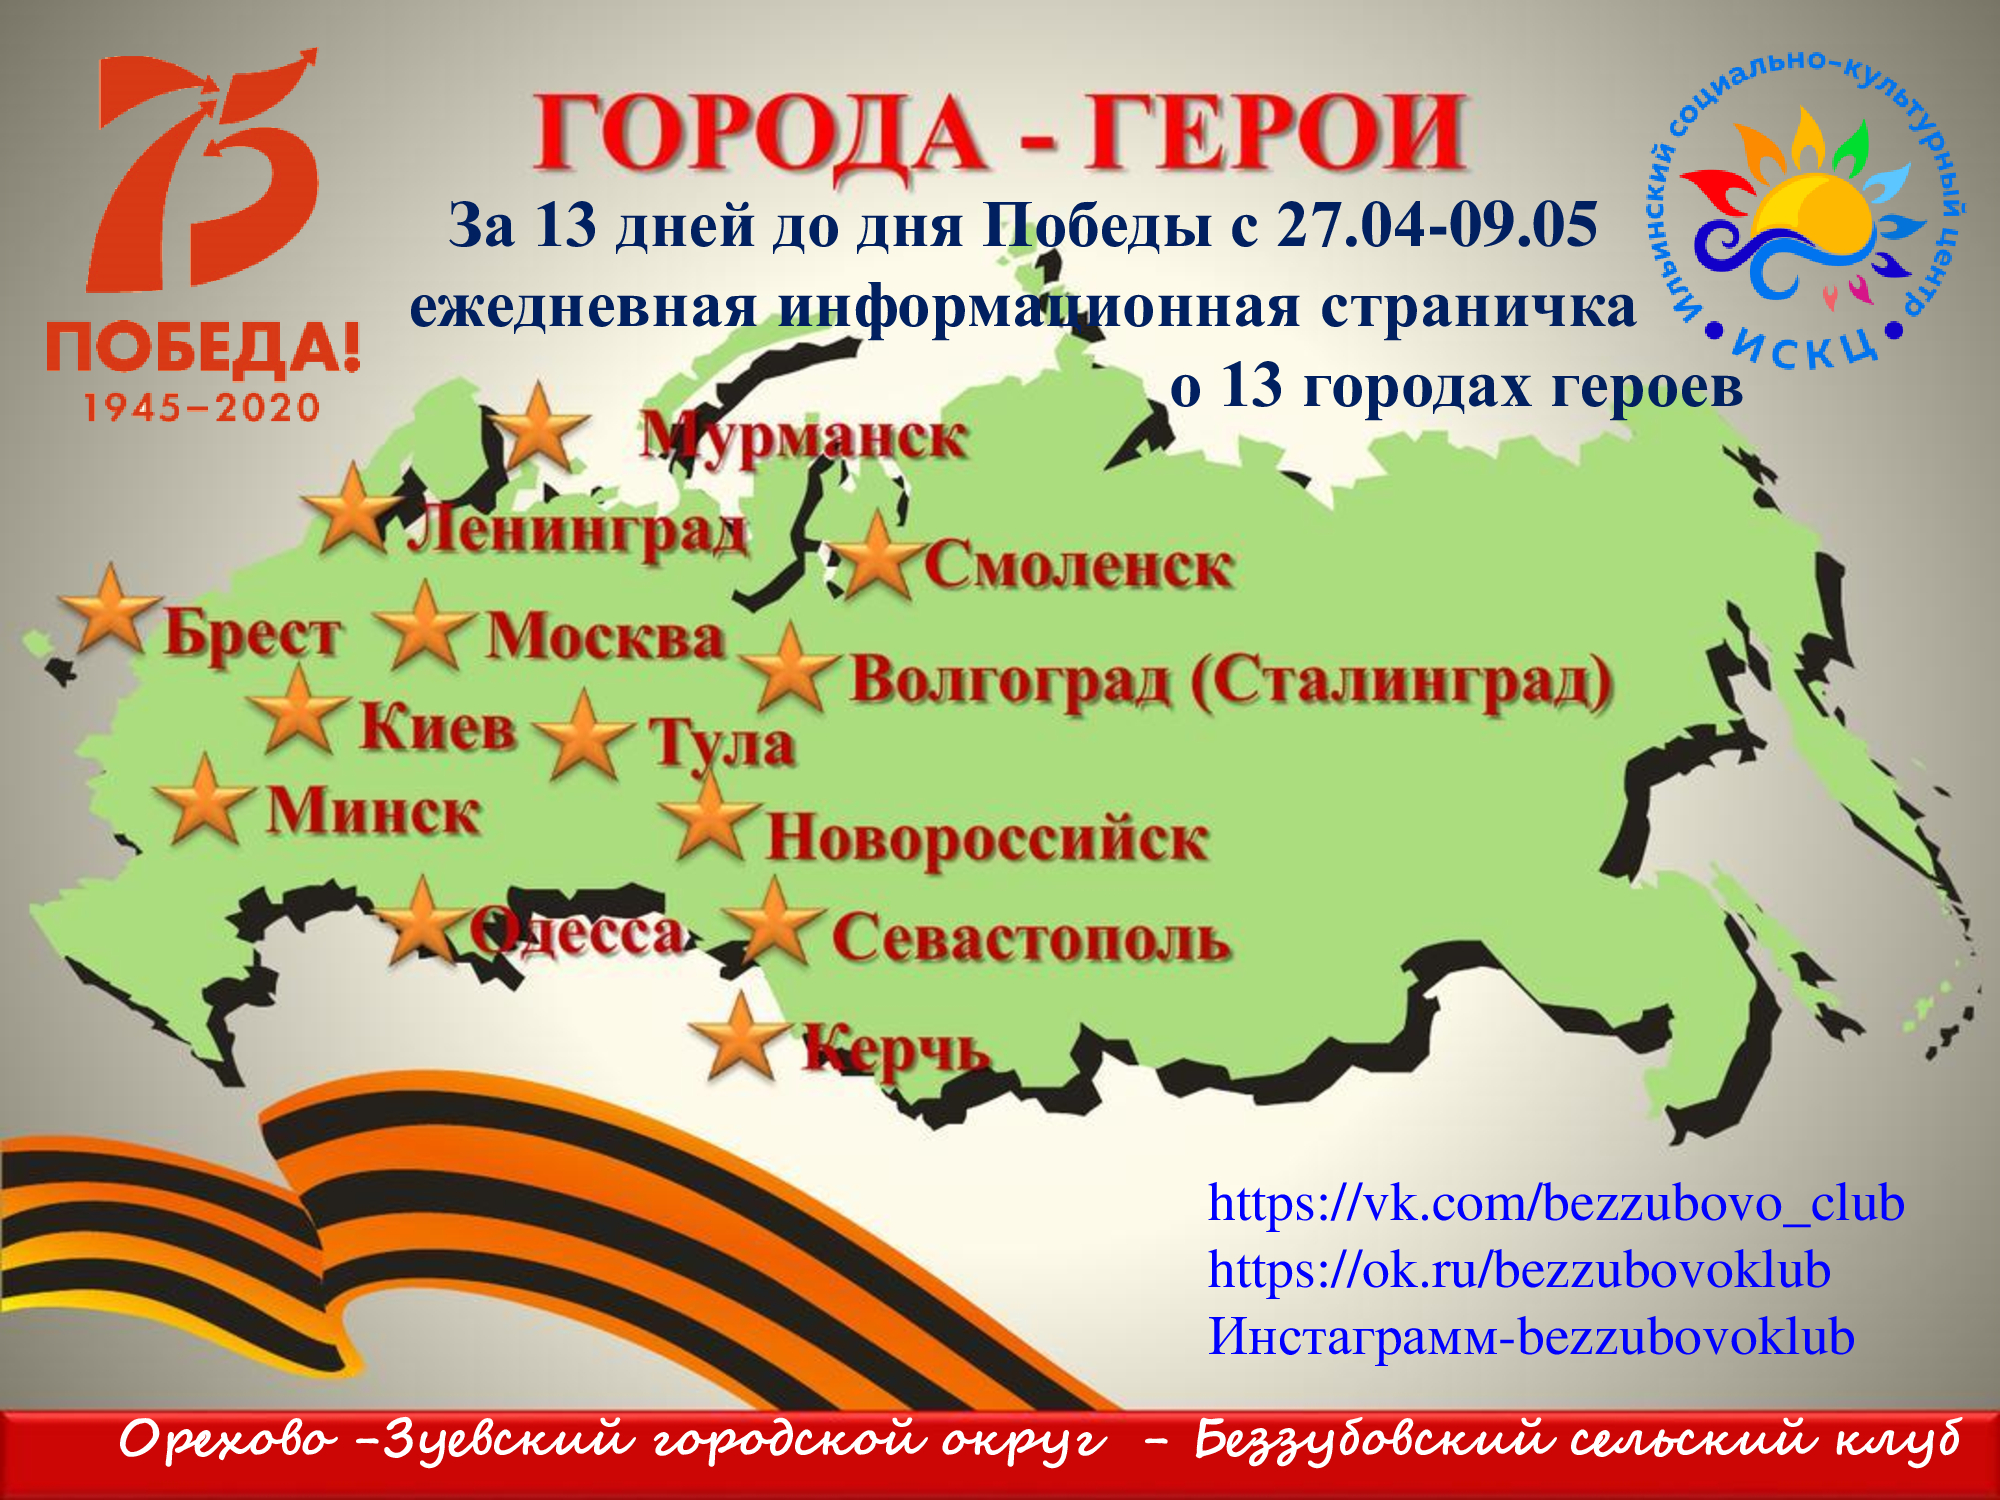 75
ПОБЕДА!
1945–2020
ГОРОДА - ГЕРОИ
За 13 дней до дня Победы с 27.04-09.05
ежедневная информационная страничка
о 13 городах героев
Ильинский социально-культурный центр
• ИСКЦ •
Мурманск
Ленинград
Смоленск
Брест
Москва
Волгоград (Сталинград)
Киев
Тула
Минск
Новороссийск
Одесса
Севастополь
Керчь
https://vk.com/bezzubovo_club
https://ok.ru/bezzubovoklub
Инстаграмм-bezzubovoklub
Орехово -Зуевский городской округ - Беззубовский сельский клуб